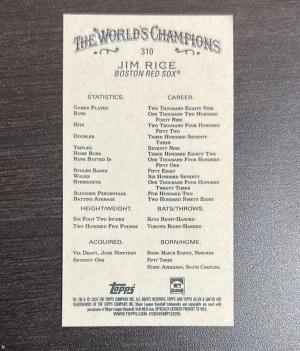 THE WORLD'S CHAMPIONS
310
JIM RICE
BOSTON RED SOX®
STATISTICS. CAREER.
GAMES PLAYED TWO THOUSAND EIGHTY NINE
RUNS ONE THOUSAND TWO HUNDRED
FORTY NINE
HITS TWO THOUSAND FOUR HUNDRED
FIFTY TWO
DOUBLES THREE HUNDRED SEVENTY
THREE
TRIPLES SEVENTY NINE
HOME RUNS THREE HUNDRED EIGHTY TWO
RUNS BATTED IN ONE THOUSAND FOUR HUNDRED
FIFTY ONE
STOLEN BASES FIFTY EIGHT
WALKS SIX HUNDRED SEVENTY
STRIKEOUTS ONE THOUSAND FOUR HUNDRED
TWENTY THREE
SLUGGING PERCENTAGE FIVE HUNDRED TWO
BATTING AVERAGE TWO HUNDRED NINETY EIGHT
HEIGHT/WEIGHT. BATS/THROWS.
SIX FOOT TWO INCHES BATS RIGHT-HANDED
TWO HUNDRED FIVE POUNDS THROWS RIGHT-HANDED
ACQUIRED. BORN/HOME.
VIA DRAFT, JUNE NINETEEN BORN MARCH EIGHTH, NINETEEN
SEVENTY ONE FIFTY THREE
HOME: ANDERSON, SOUTH CAROLINA
Topps